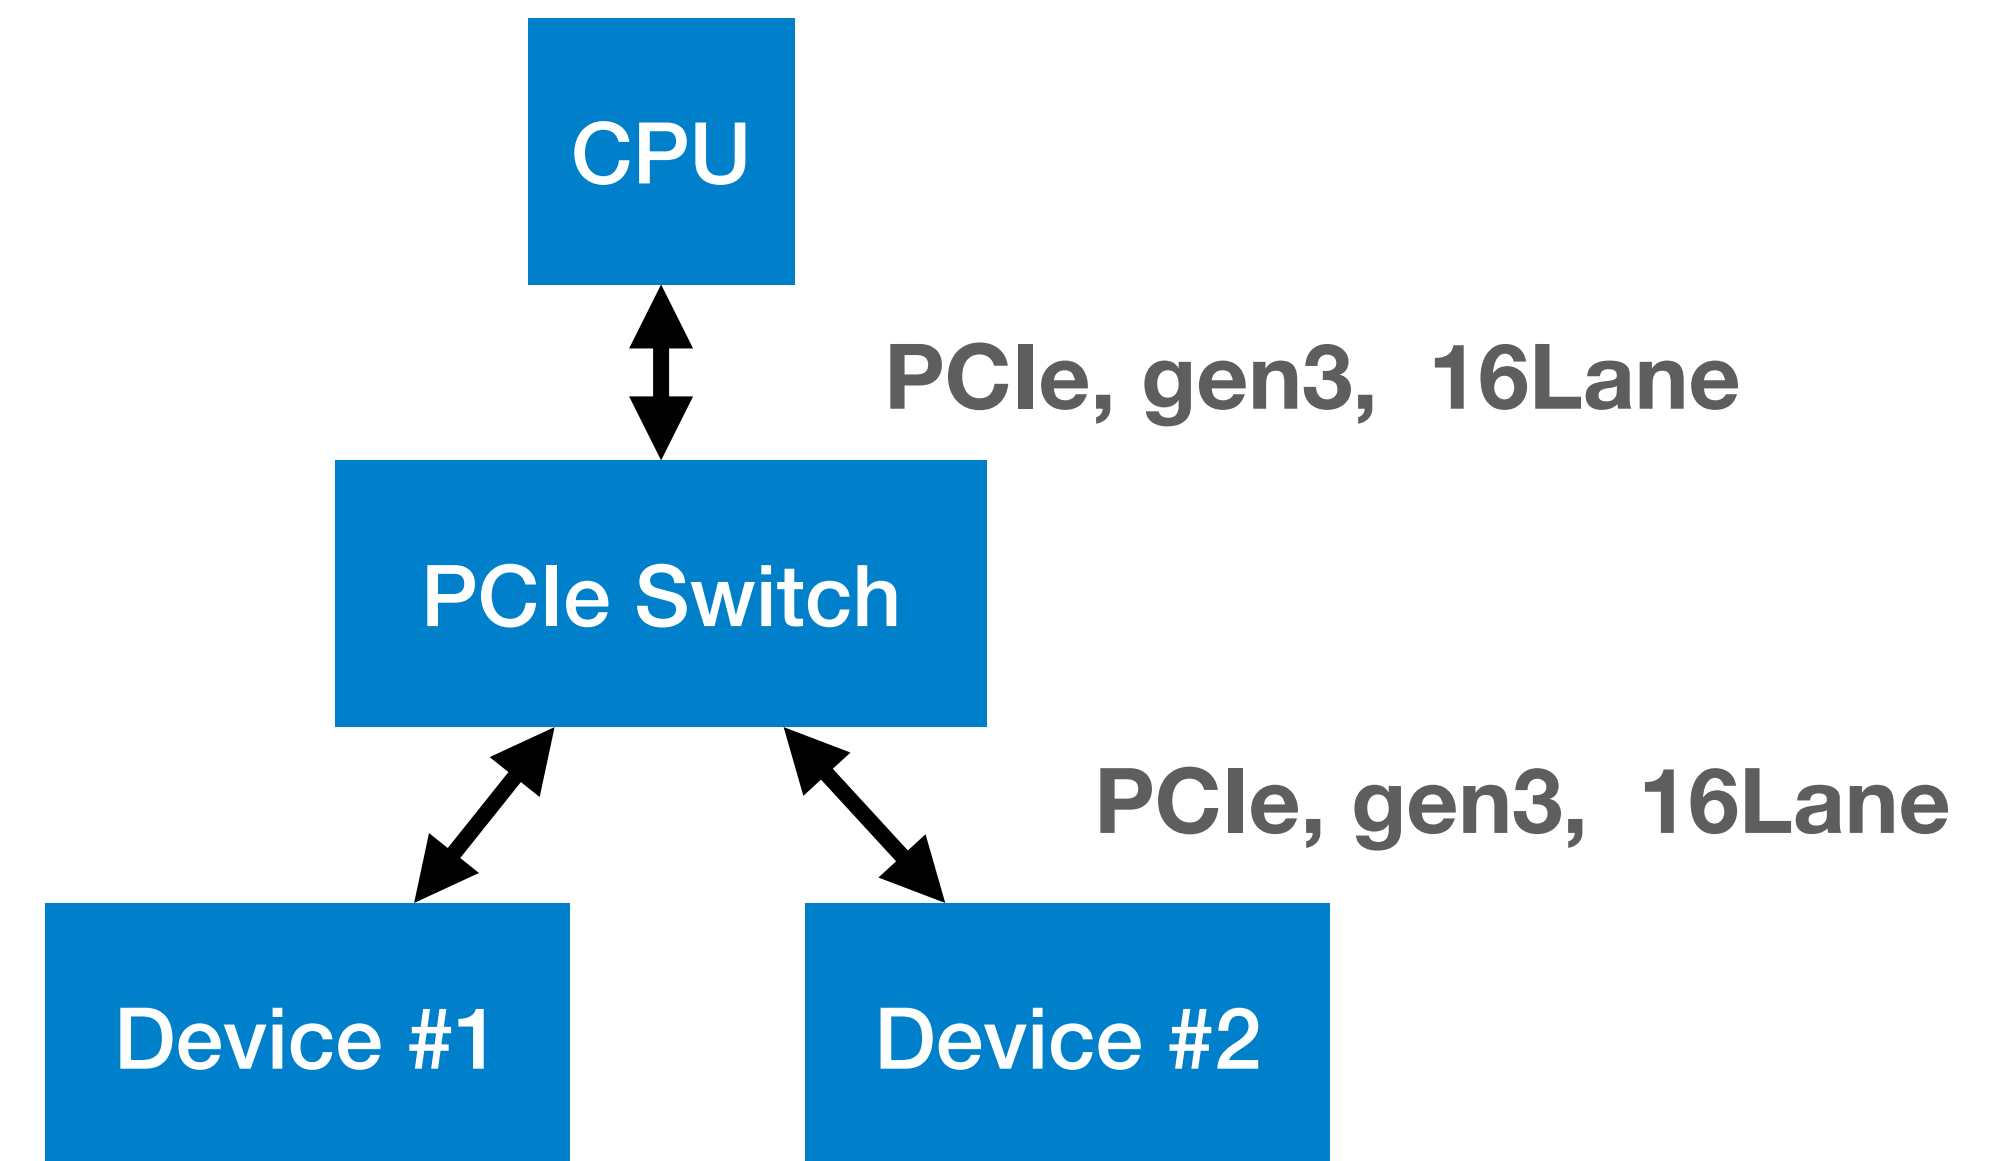 CPU
PCIe, gen3,  16Lane
PCIe Switch
PCIe, gen3,  16Lane
Device #1
Device #2